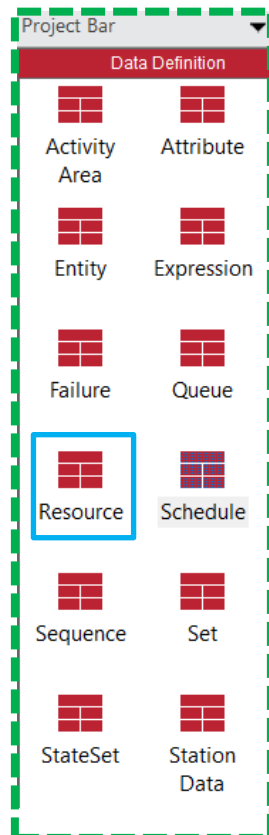 Project Bar
Data Definition
Activity Area
Attribute
Entity
Expression
Failure
Queue
Resource
Schedule
Sequence
Set
StateSet
Station Data